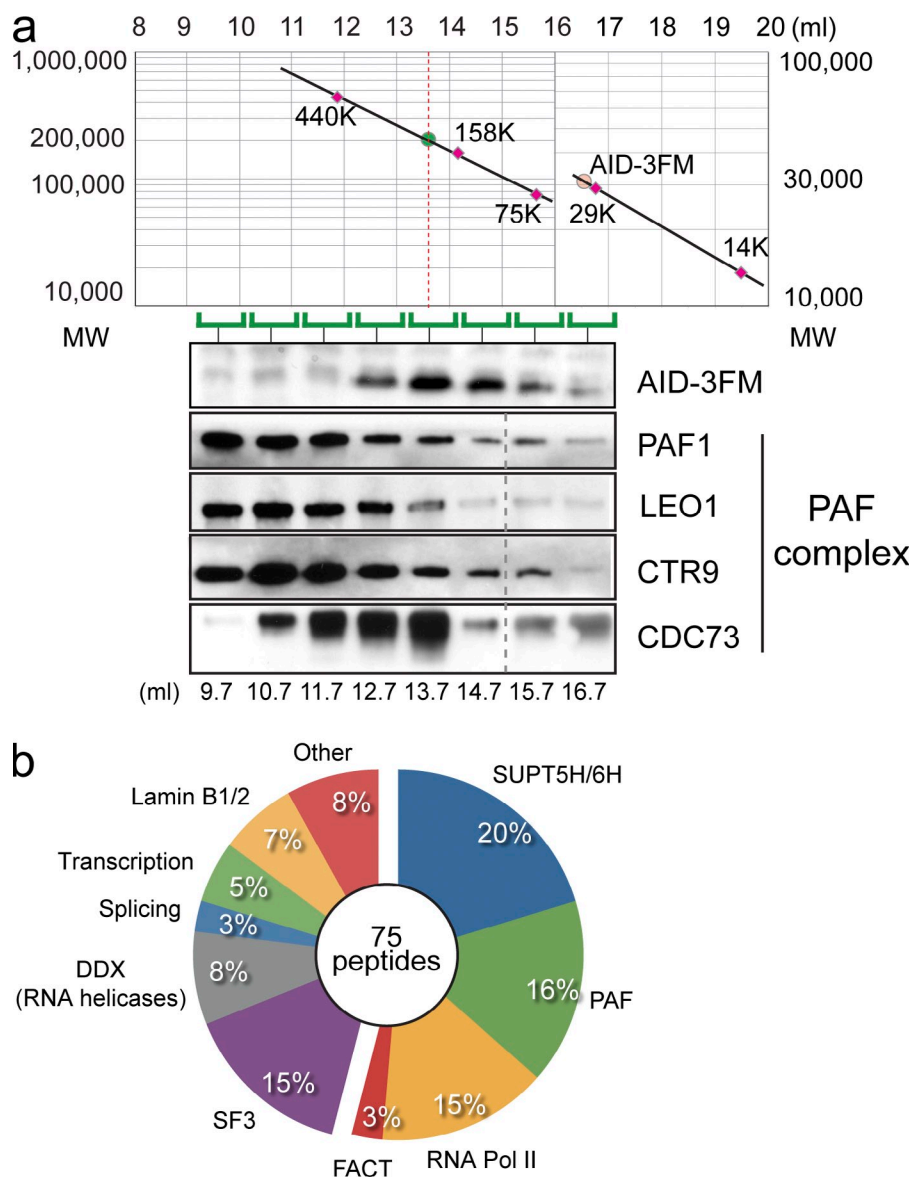 a
8 9 10 11 12 13 14 15 16 17 18 19 20 (ml)
1,000,000
100,000
440K
158K
200,000
AID-3FM
100,000
30,000
75K
29K
14K
10,000
10,000
MW
MW
AID-3FM
PAF1
LEO1
CTR9
CDC73
PAF
complex
(ml) 9.7 10.7 11.7 12.7 13.7 14.7 15.7 16.7
b
Other
SUPT5H/6H
Lamin B1/2
8%
20%
7%
Transcription
5%
Splicing
3%
75
peptides
DDX
(RNA helicases)
8%
16%
PAF
15%
15%
3%
SF3
FACT
RNA Pol II